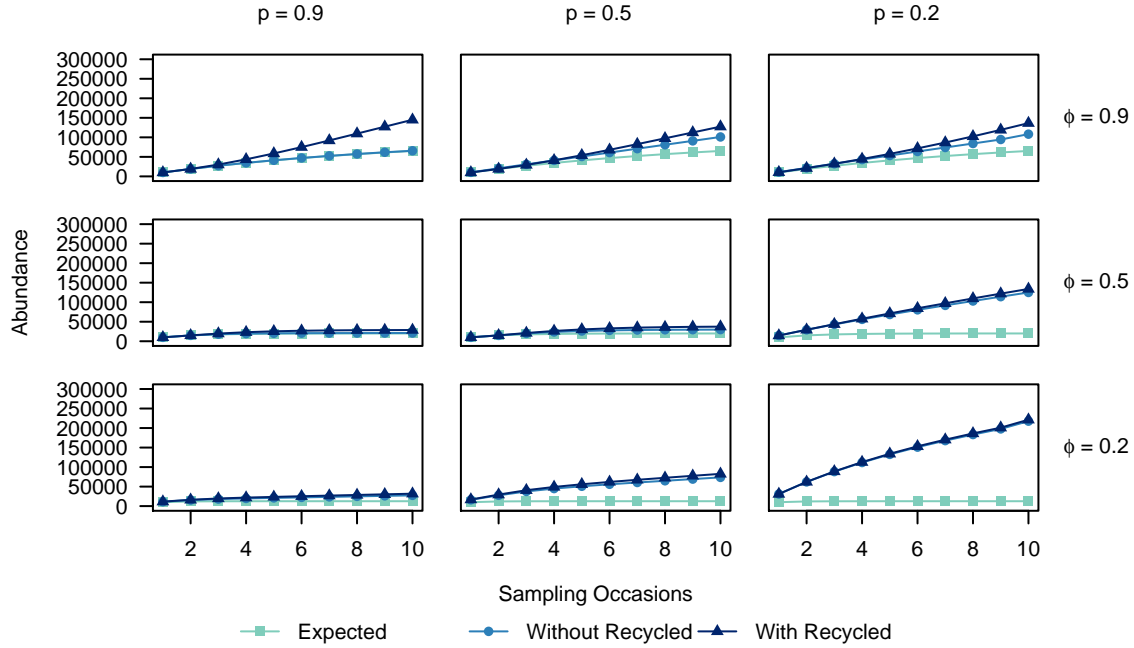 p = 0.9 p = 0.5 p = 0.2
300000
250000
200000
150000
100000
50000
0
ϕ = 0.9
Abundance
300000
250000
200000
150000
100000
50000
0
ϕ = 0.5
300000
250000
200000
150000
100000
50000
0
ϕ = 0.2
2 4 6 8 10 2 4 6 8 10 2 4 6 8 10
Sampling Occasions
Expected Without Recycled With Recycled